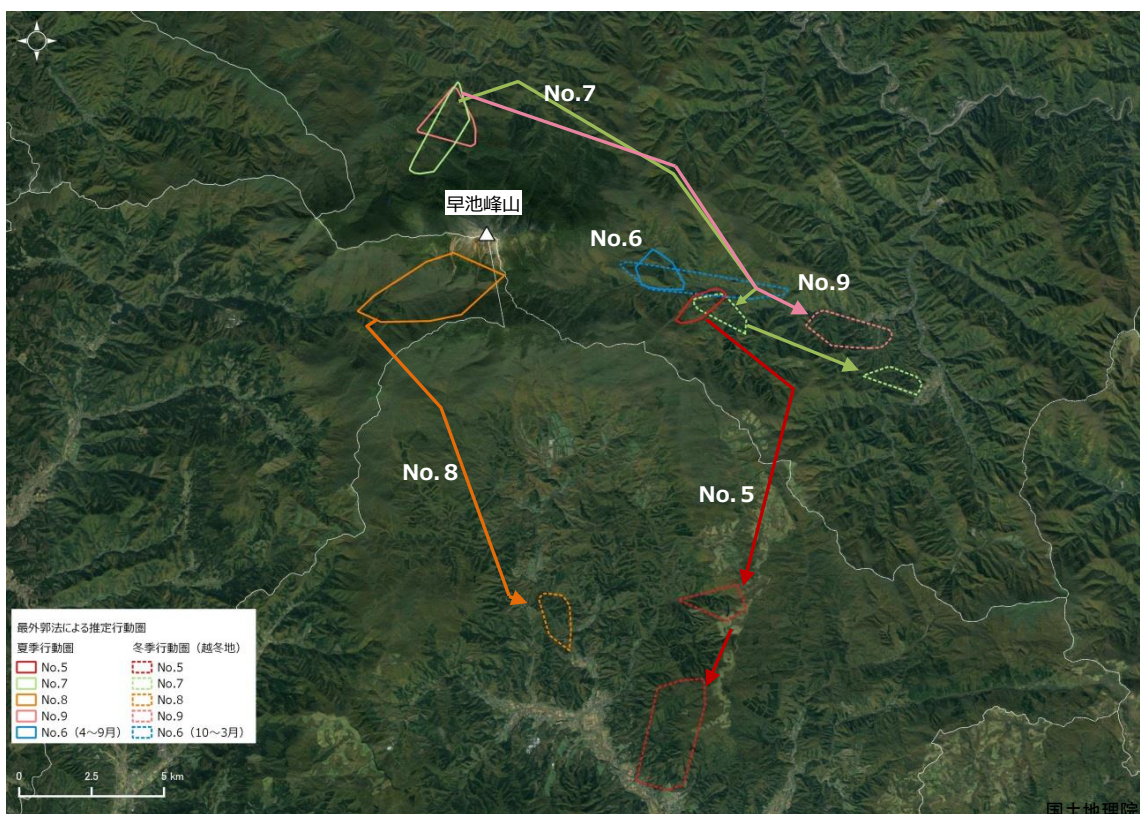 No.7
早池峰山
No.6
No.9
No. 8
No. 5
最外郭法による推定行動圏
夏季行動圏 冬季行動圏（越冬地）
No.5 No.5
No.7 No.7
No.8 No.8
No.9 No.9
No.6（4～9月） No.6（10～3月）
0 2.5 5 km
国土地理院